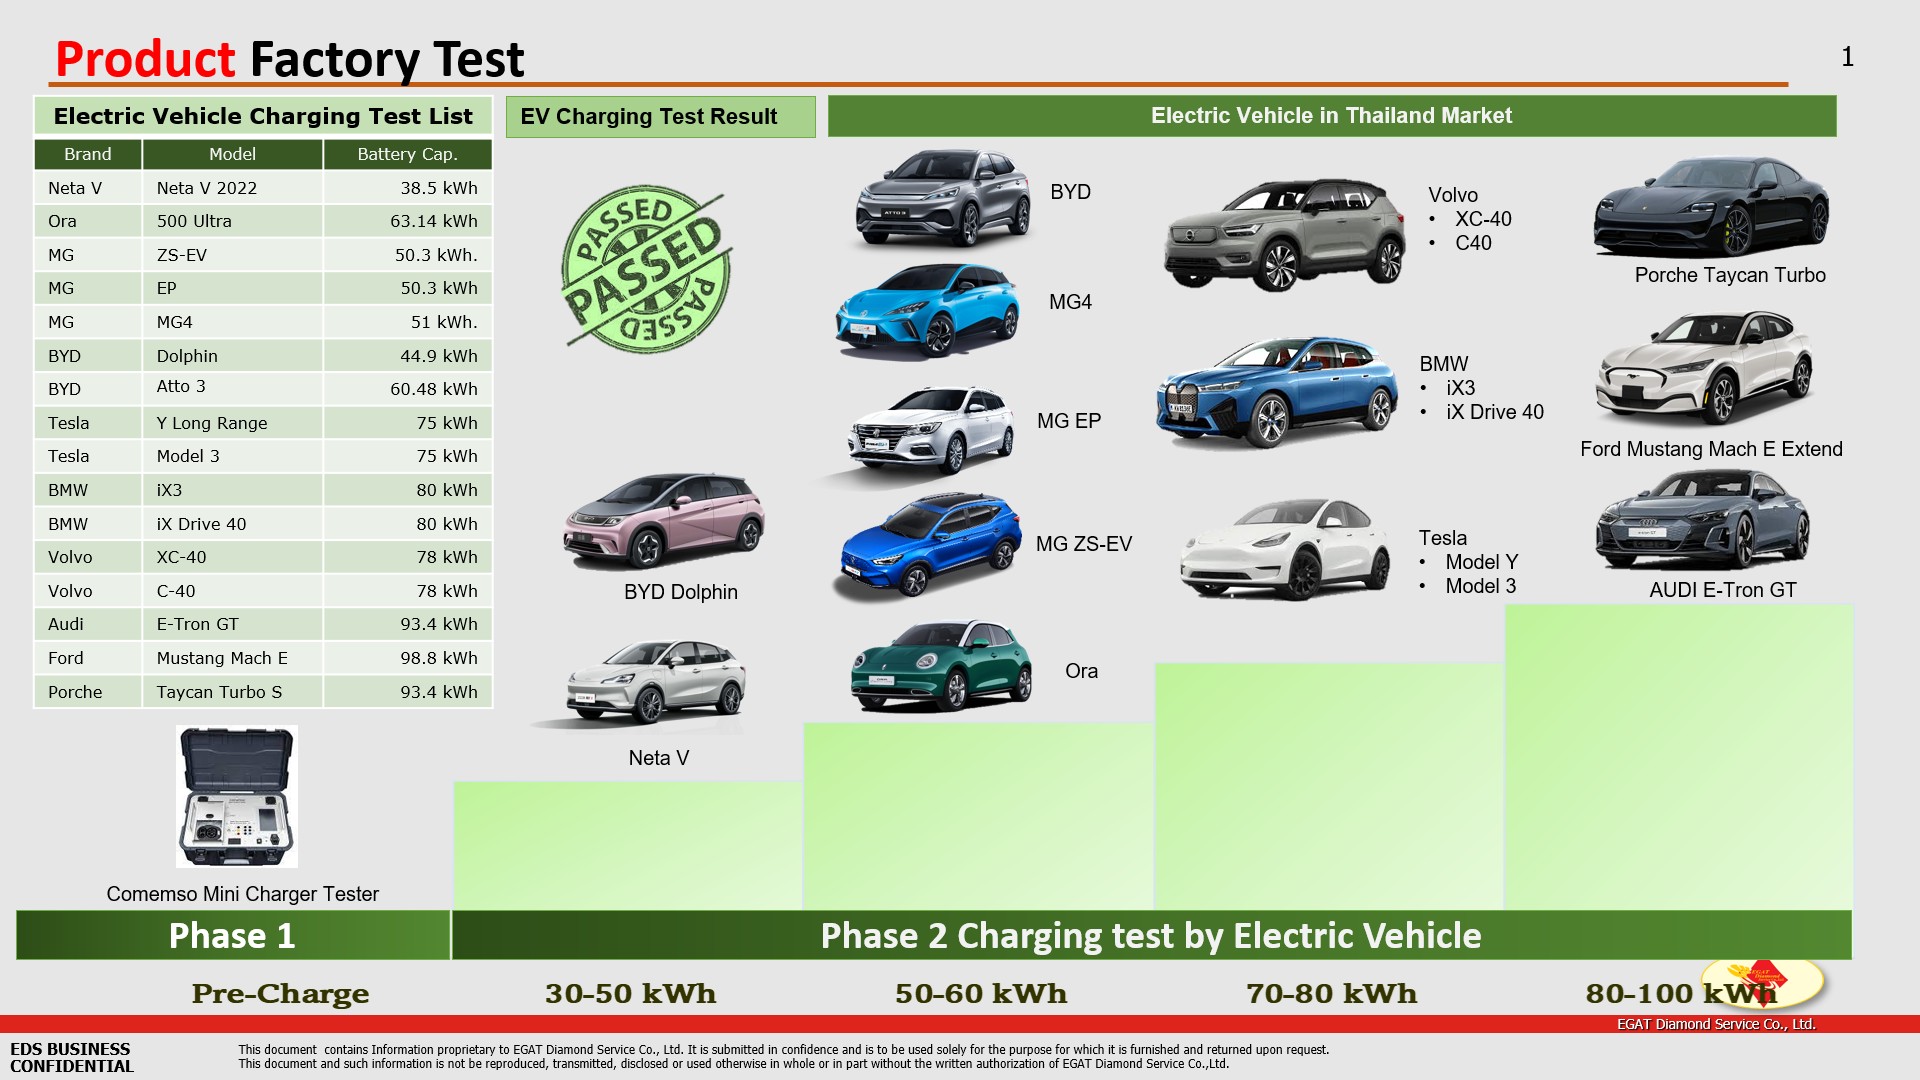 Product Factory Test
1
Electric Vehicle Charging Test List
Brand Model Battery Cap.
Neta V Neta V 2022 38.5 kWh
Ora 500 Ultra 63.14 kWh
MG ZS-EV 50.3 kWh.
MG EP 50.3 kWh
MG MG4 51 kWh.
BYD Dolphin 44.9 kWh
BYD Atto 3 60.48 kWh
Tesla Y Long Range 75 kWh
Tesla Model 3 75 kWh
BMW iX3 80 kWh
BMW iX Drive 40 80 kWh
Volvo XC-40 78 kWh
Volvo C-40 78 kWh
Audi E-Tron GT 93.4 kWh
Ford Mustang Mach E 98.8 kWh
Porche Taycan Turbo S 93.4 kWh
Comemso Mini Charger Tester
EV Charging Test Result
PASSED
PASSED
PASSED
PASSED
BYD Dolphin
Neta V
Electric Vehicle in Thailand Market
ATTO 3
BYD
MG4
MG EP
MG ZS-EV
Ora
Volvo
• XC-40
• C40
BMW
• iX3
• iX Drive 40
Tesla
• Model Y
• Model 3
Porche Taycan Turbo
Ford Mustang Mach E Extend
AUDI E-Tron GT
Phase 1
Phase 2 Charging test by Electric Vehicle
Pre-Charge
30-50 kWh
50-60 kWh
70-80 kWh
80-100 kWh
EGAT
Diamond
EGAT Diamond Service Co., Ltd.
EDS BUSINESS
CONFIDENTIAL
This document contains Information proprietary to EGAT Diamond Service Co., Ltd. It is submitted in confidence and is to be used solely for the purpose for which it is furnished and returned upon request.
This document and such information is not be reproduced, transmitted, disclosed or used otherwise in whole or in part without the written authorization of EGAT Diamond Service Co.,Ltd.